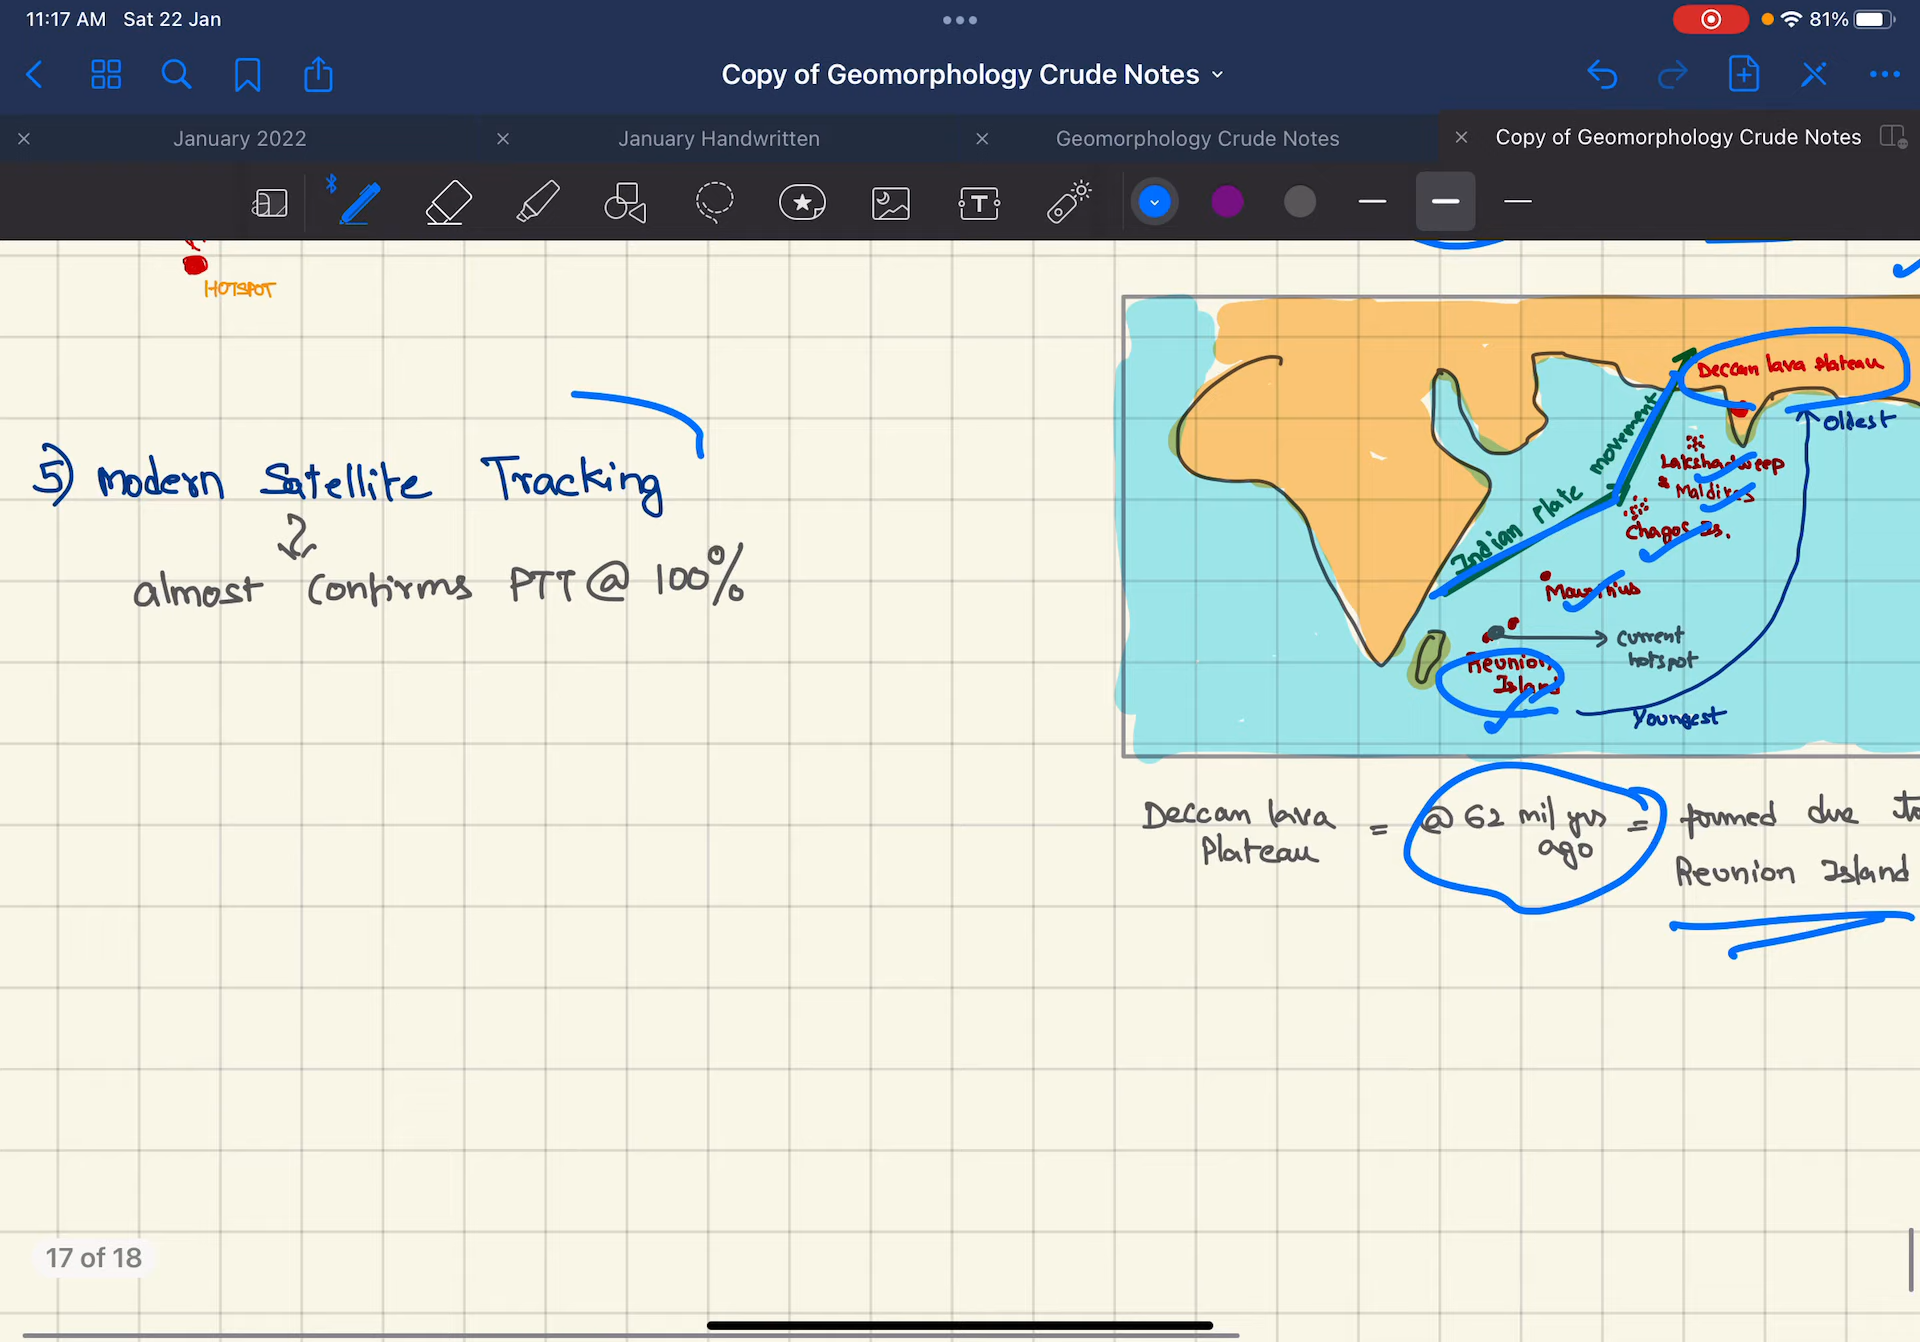 11:17 AM Sat 22 Jan
81%
Copy of Geomorphology Crude Notes
January 2022
January Handwritten
Geomorphology Crude Notes
Copy of Geomorphology Crude Notes
T
HOTSPOT
5) Modern Satellite Tracking
almost confirms PTT @ 100%
Deccan lava Plateau
Oldest
Indian Plate movement
Lakshadweep
Maldives
Chagos Is.
Mauritius
Current
hotspot
Reunion
Island
Youngest
Deccan lava = @ 62 mil yrs = formed due to
Plateau ago
Reunion Island
17 of 18